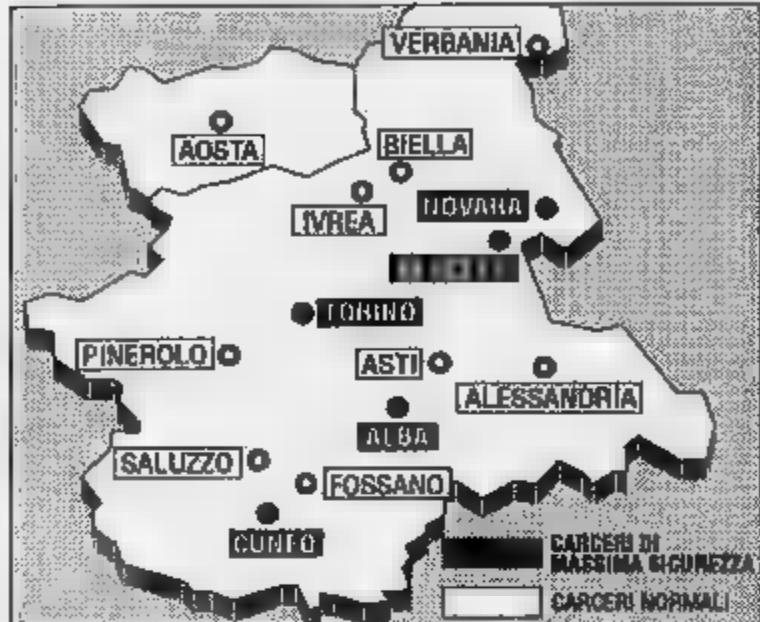 VERBANIA
AOSTA
BIELLA
IVREA
NOVARA
TORINO
PINEROLO
ASTI
ALESSANDRIA
ALBA
SALUZZO
FOSSANO
CUNEO
CARCERI DI
MASSIMA SICUREZZA
CARCERI NORMALI